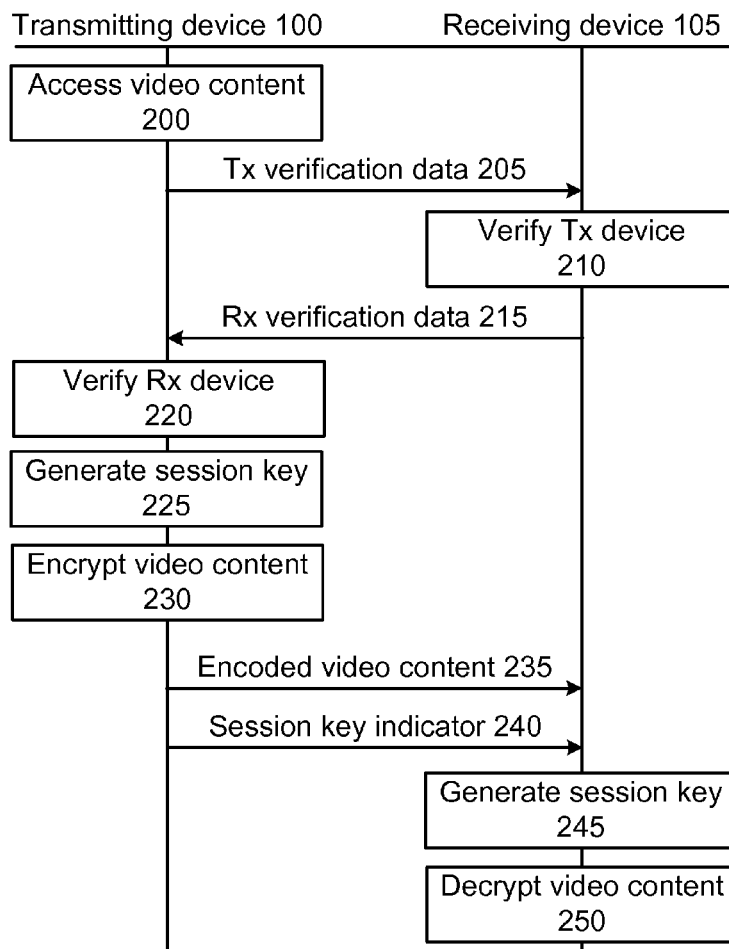 Transmitting device 100
Receiving device 105
Access video content
200
Tx verification data 205
Verify Tx device
210
Rx verification data 215
Verify Rx device
220
Generate session key
225
Encrypt video content
230
Encoded video content 235
Session key indicator 240
Generate session key
245
Decrypt video content
250